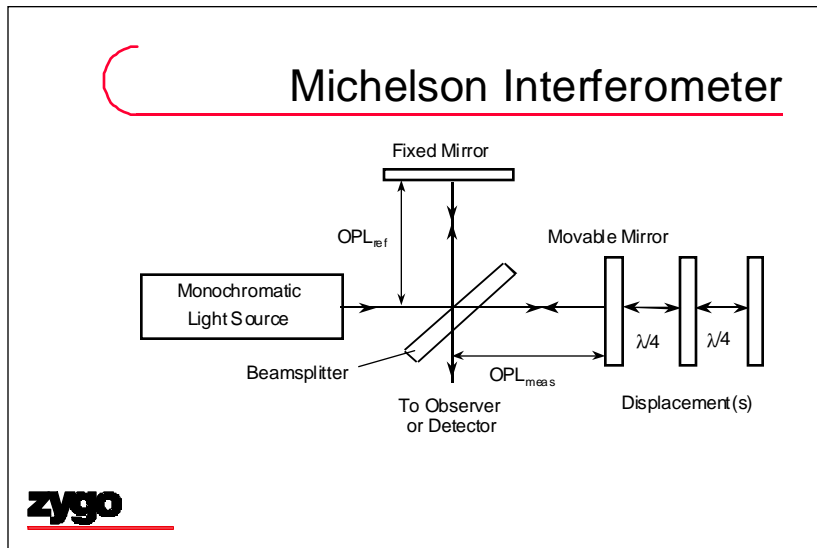 Michelson Interferometer
Fixed Mirror
OPLref
Movable Mirror
Monochromatic
Light Source
λ/4
λ/4
Beamsplitter
OPLmeas
To Observer
or Detector
Displacement(s)
zygo